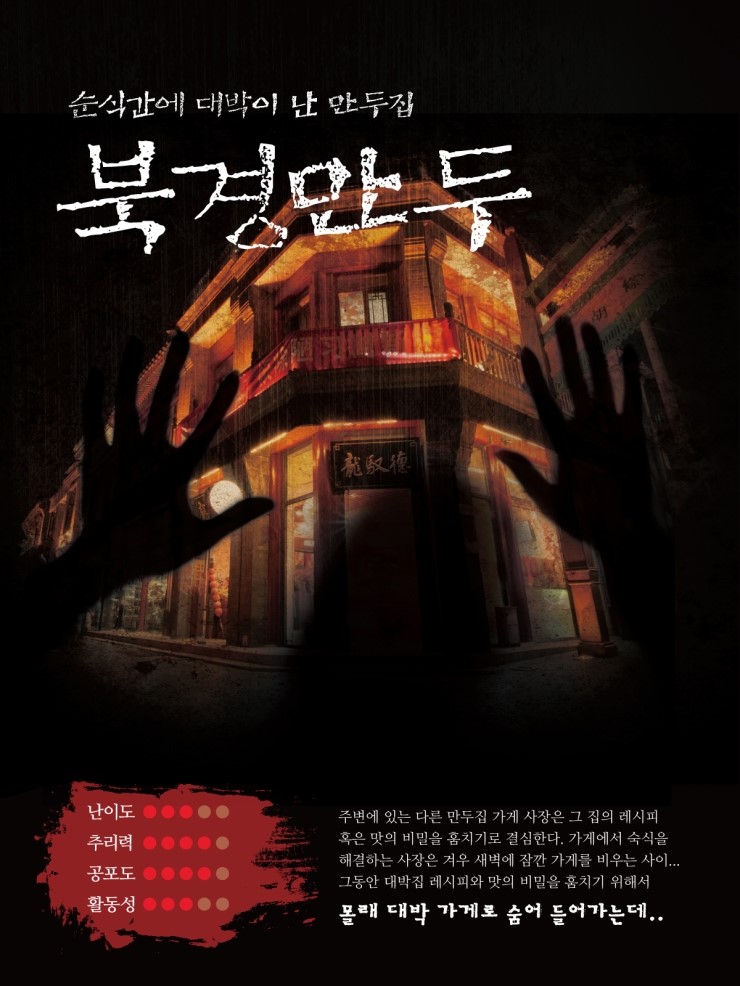 순식간에 대박이 난 만두집
북경만두
龍馭德
난이도
추리력
공포도
활동성
주변에 있는 다른 만두집 가게 사장은 그 집의 레시피
혹은 맛의 비밀을 훔치기로 결심한다. 가게에서 숙식을
해결하는 사장은 겨우 새벽에 잠깐 가게를 비우는 사이...
그동안 대박집 레시피와 맛의 비밀을 훔치기 위해서
몰래 대박 가게로 숨어 들어가는데..